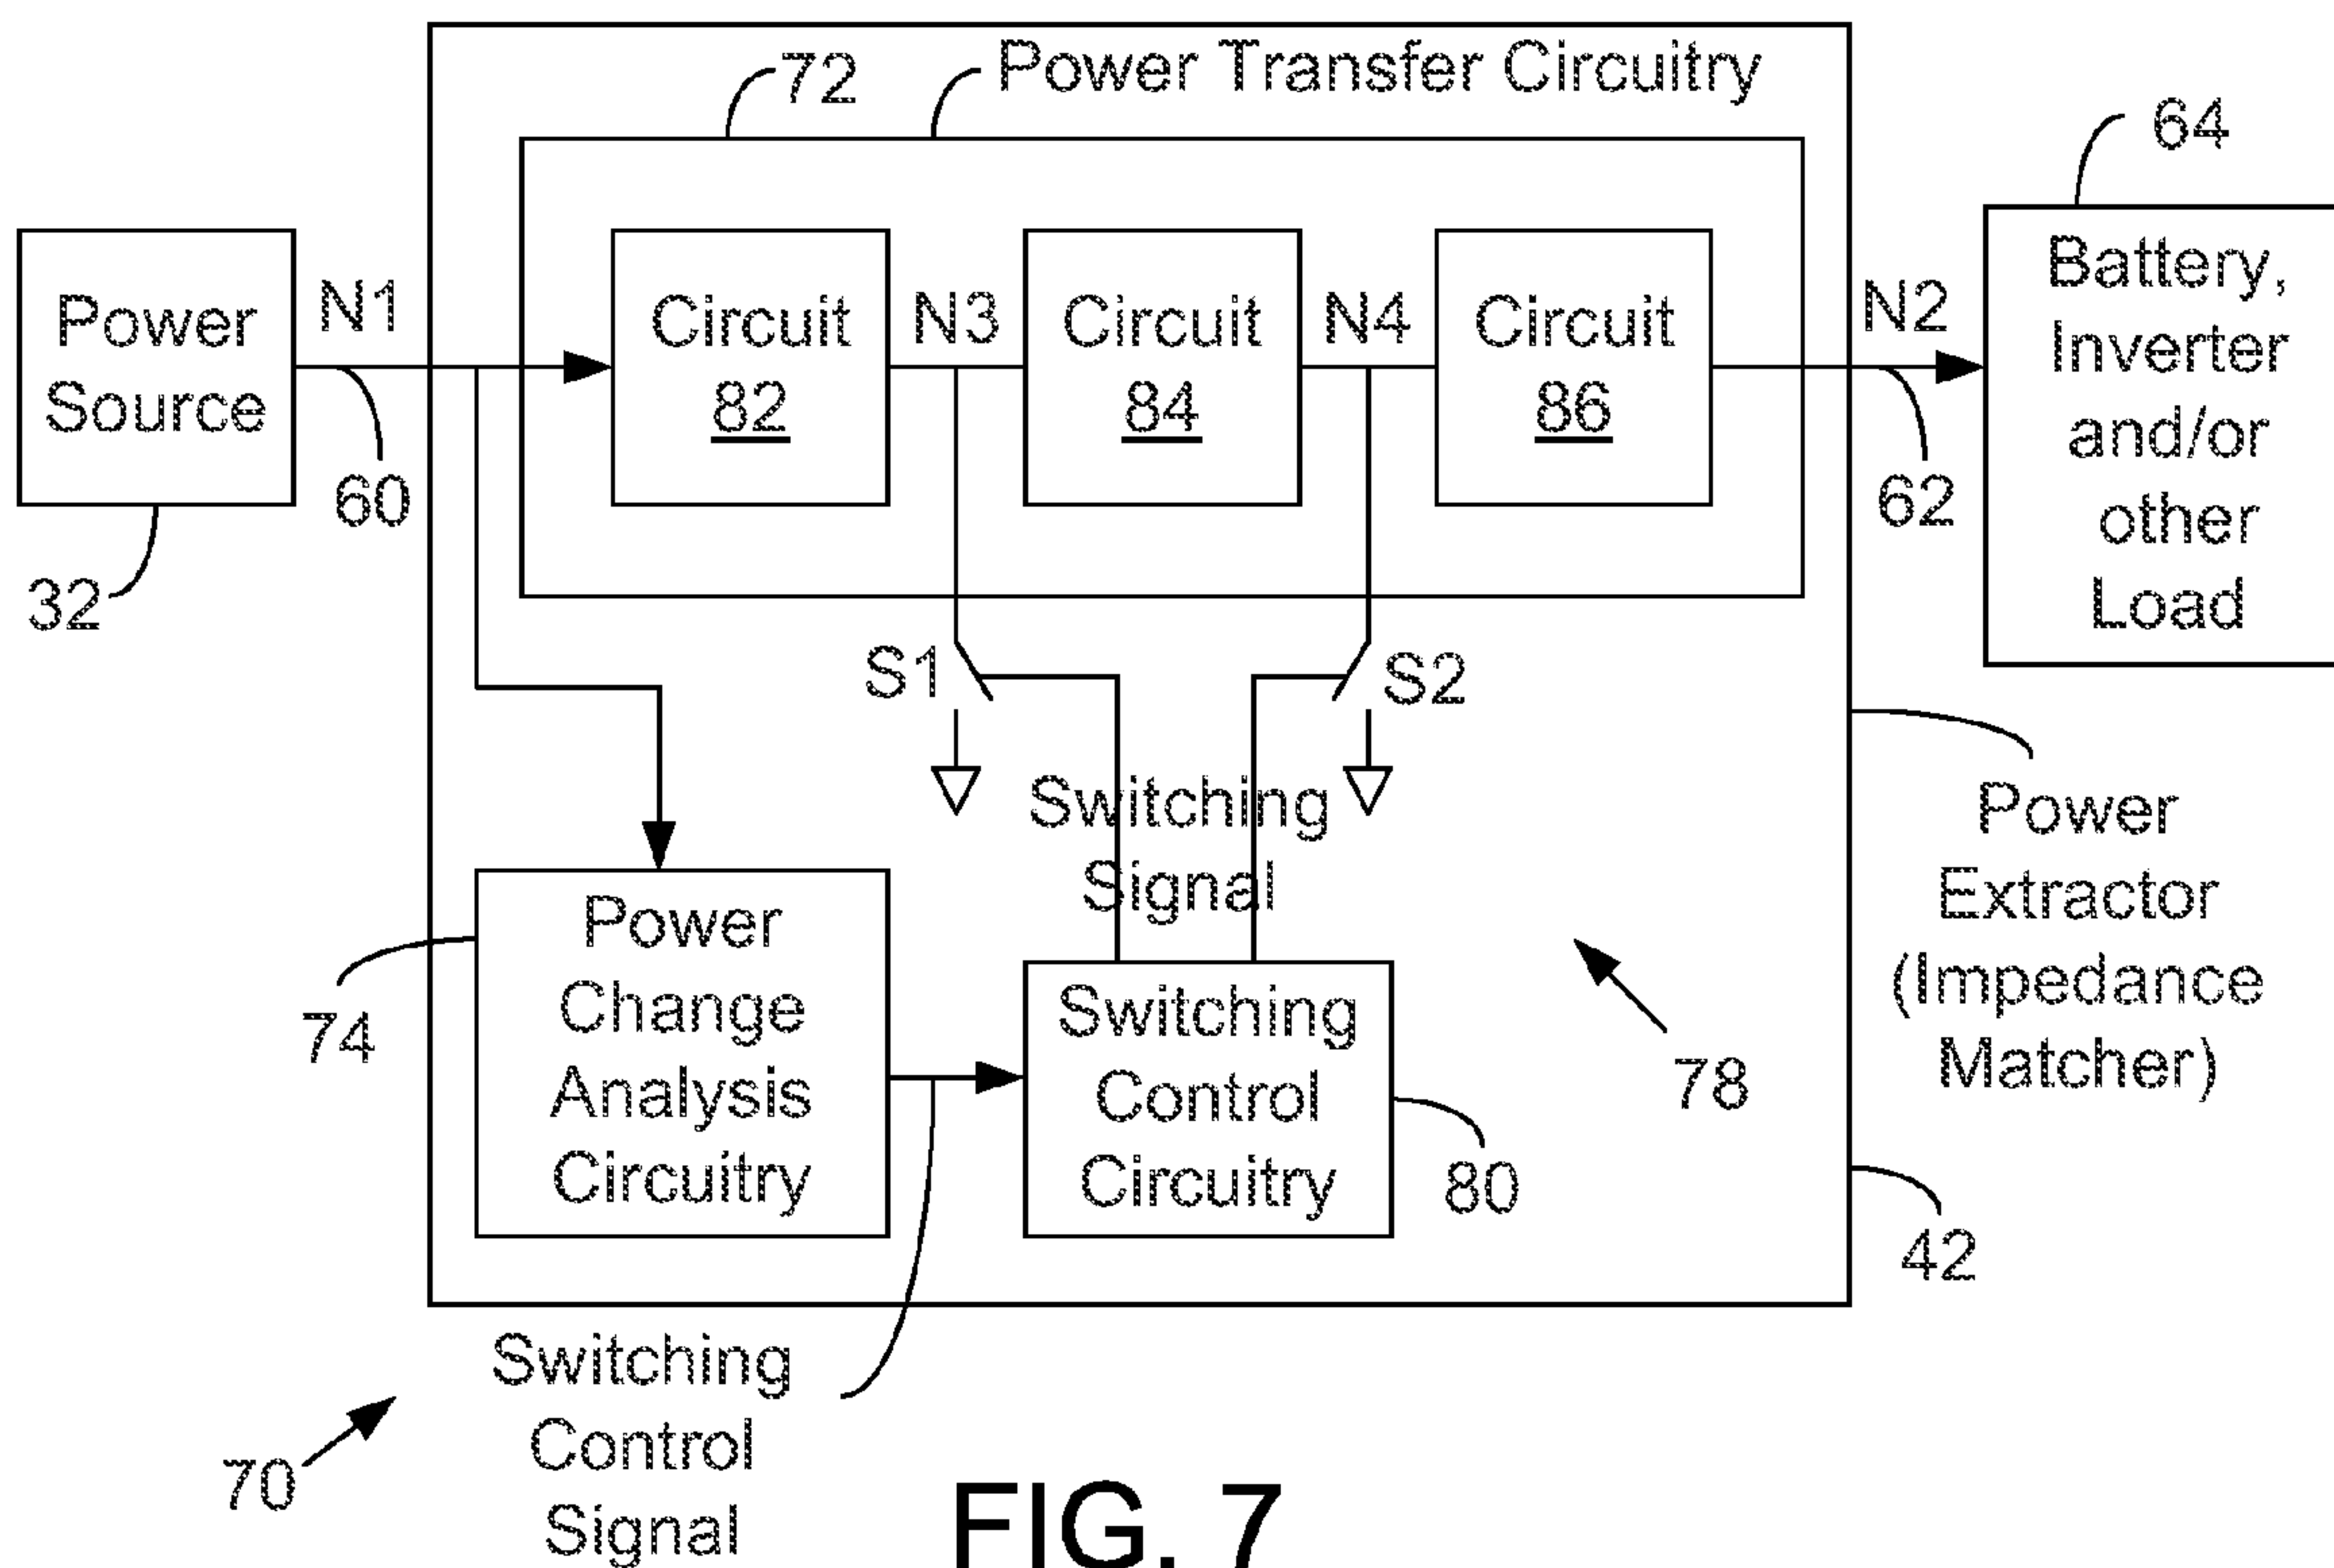 72
Power Transfer Circuitry
64
Power
Source
N1
Circuit
82
N3
Circuit
84
N4
Circuit
86
N2
Battery,
Inverter
and/or
other
Load
60
62
32
S1
S2
Switching
Signal
Power
Extractor
(Impedance
Matcher)
Power
Change
Analysis
Circuitry
74
Switching
Control
Circuitry
78
80
42
Switching
Control
Signal
70
FIG. 7